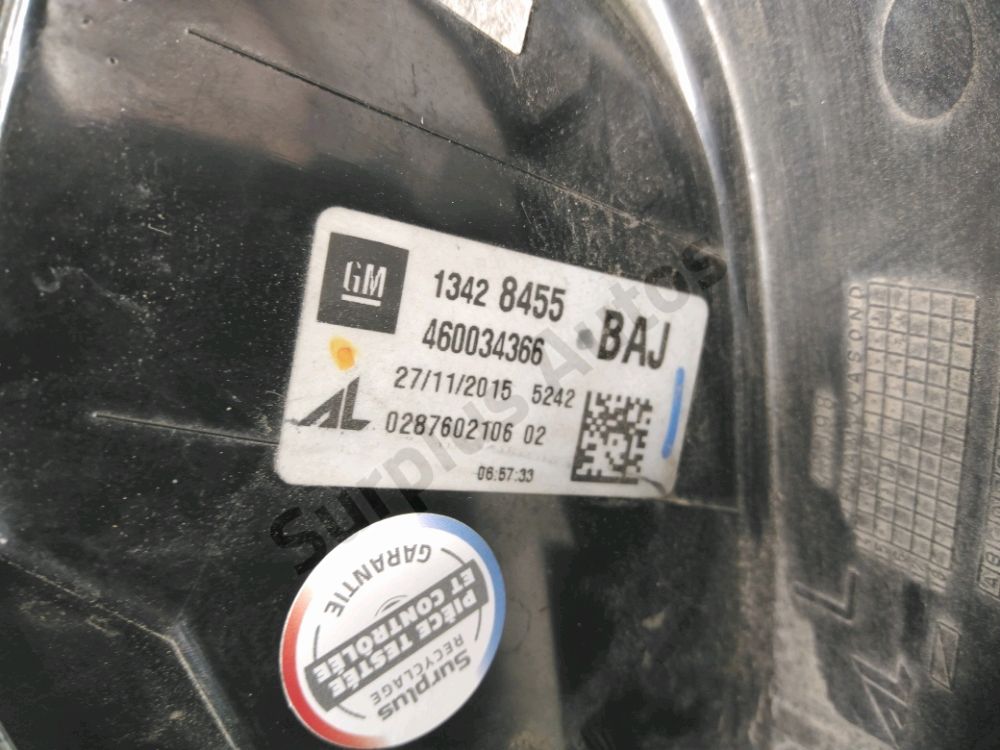 GM
1342 8455
460034366
BAJ
27/11/2015 5242
AL
0287602106 02
06:57:33
Surplus Autos
GARANTIE
PIÈCE TESTÉE
ET CONTRÔLÉE
Surplus
RECYCLAGE